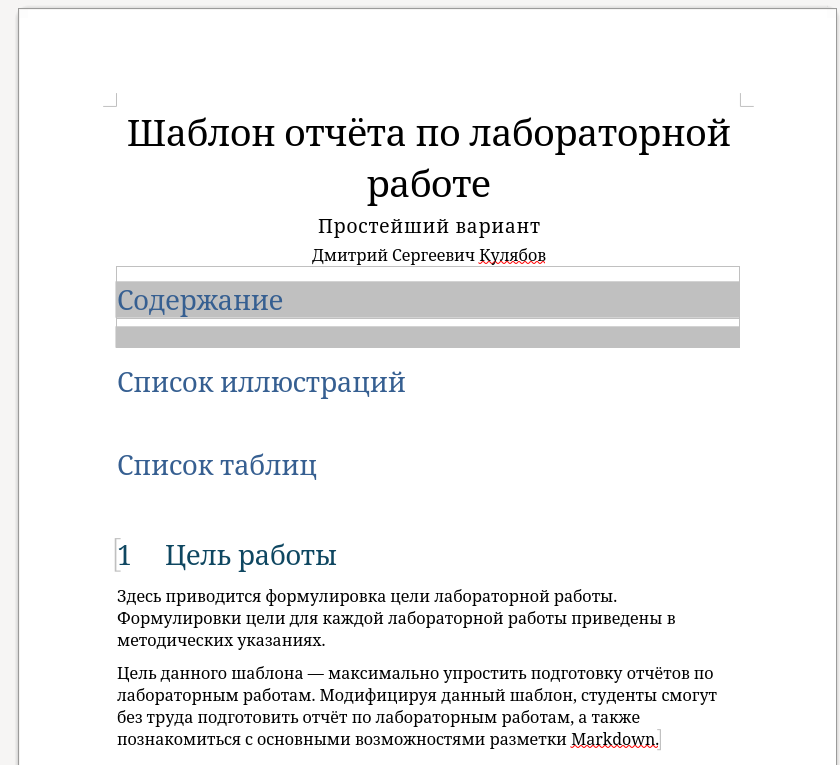 Шаблон отчёта по лабораторной
работе
Простейший вариант
Дмитрий Сергеевич Кулябов
Содержание
Список иллюстраций
Список таблиц
1 Цель работы
Здесь приводится формулировка цели лабораторной работы.
Формулировки цели для каждой лабораторной работы приведены в
методических указаниях.
Цель данного шаблона — максимально упростить подготовку отчётов по
лабораторным работам. Модифицируя данный шаблон, студенты смогут
без труда подготовить отчёт по лабораторным работам, а также
познакомиться с основными возможностями разметки Markdown.